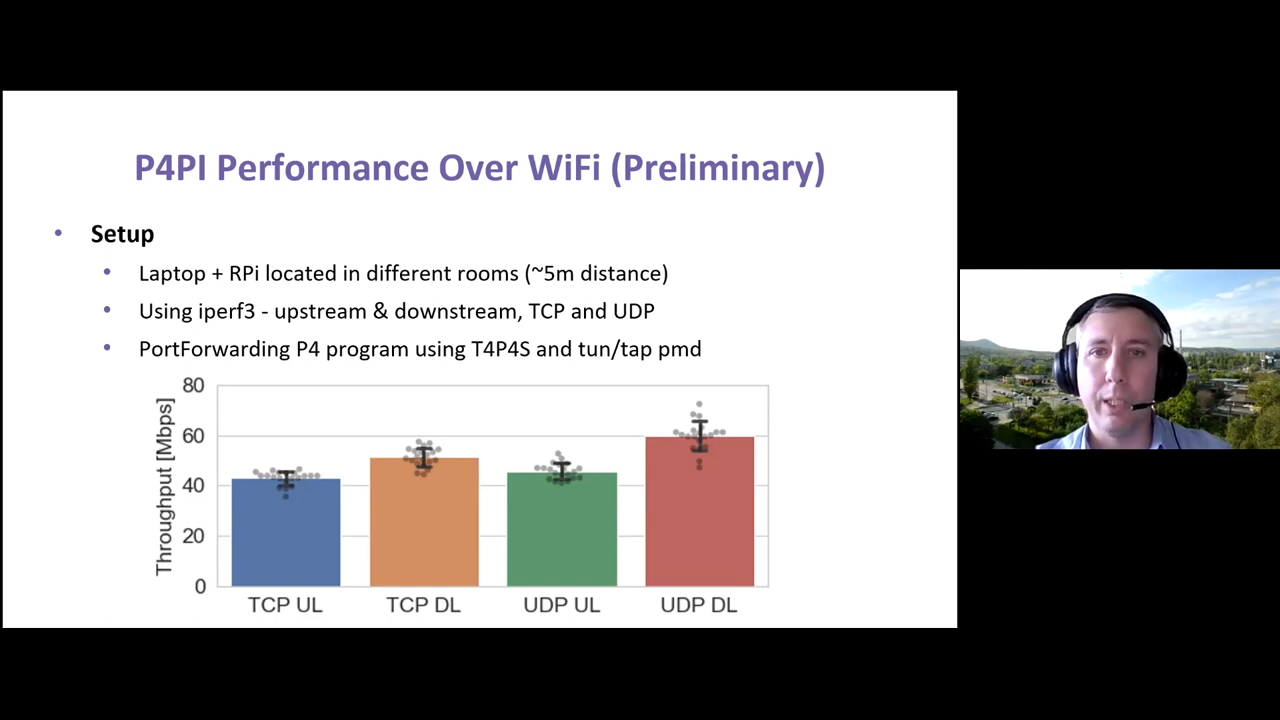 P4PI Performance Over WiFi (Preliminary)
• Setup
• Laptop + RPi located in different rooms (~5m distance)
• Using iperf3 - upstream & downstream, TCP and UDP
• PortForwarding P4 program using T4P4S and tun/tap pmd
Throughput [Mbps]
80
60
40
20
0
TCP UL
TCP DL
UDP UL
UDP DL